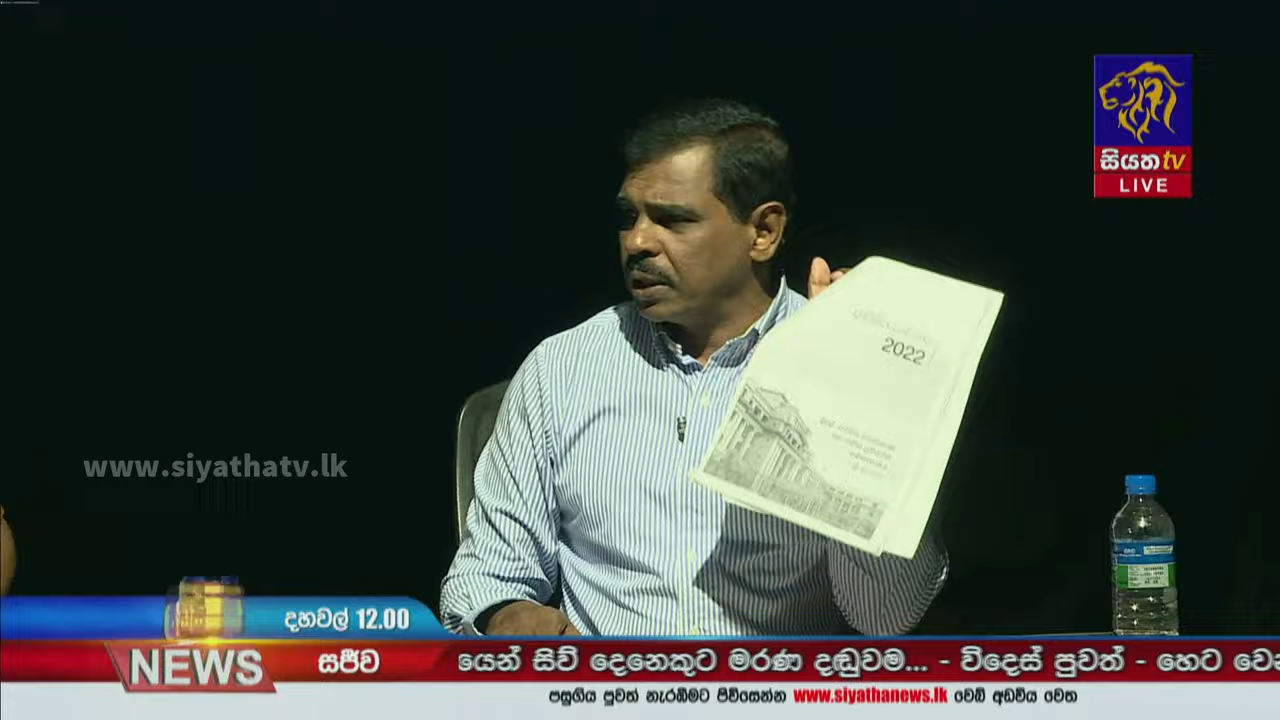 සියත tv
LIVE
2022
www.siyathatv.lk
දහවල් 12.00
NEWS
සජීව
යෙන් සිව් දෙනෙකුට මරණ දඬුවම... - විදෙස් පුවත් - හෙට වෙන
පසුගිය පුවත් නැරඹීමට පිවිසෙන්න www.siyathanews.lk වෙබ් අඩවිය වෙත